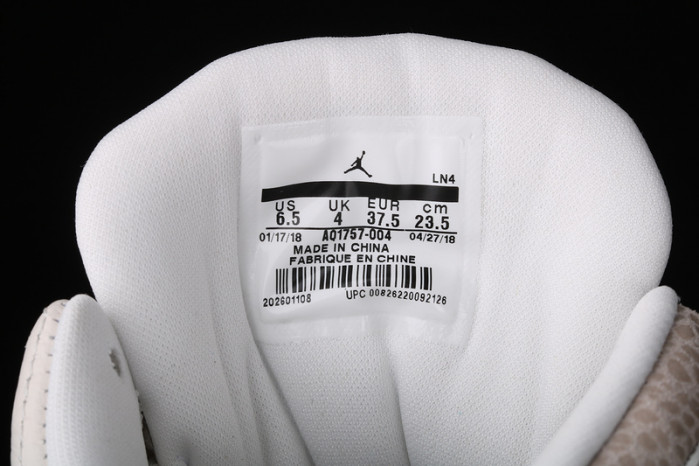 LN4
US UK EUR cm
6.5 4 37.5 23.5
01/17/18 AQ1757-004 04/27/18
MADE IN CHINA
FABRIQUE EN CHINE
202601108 UPC 00826220092126